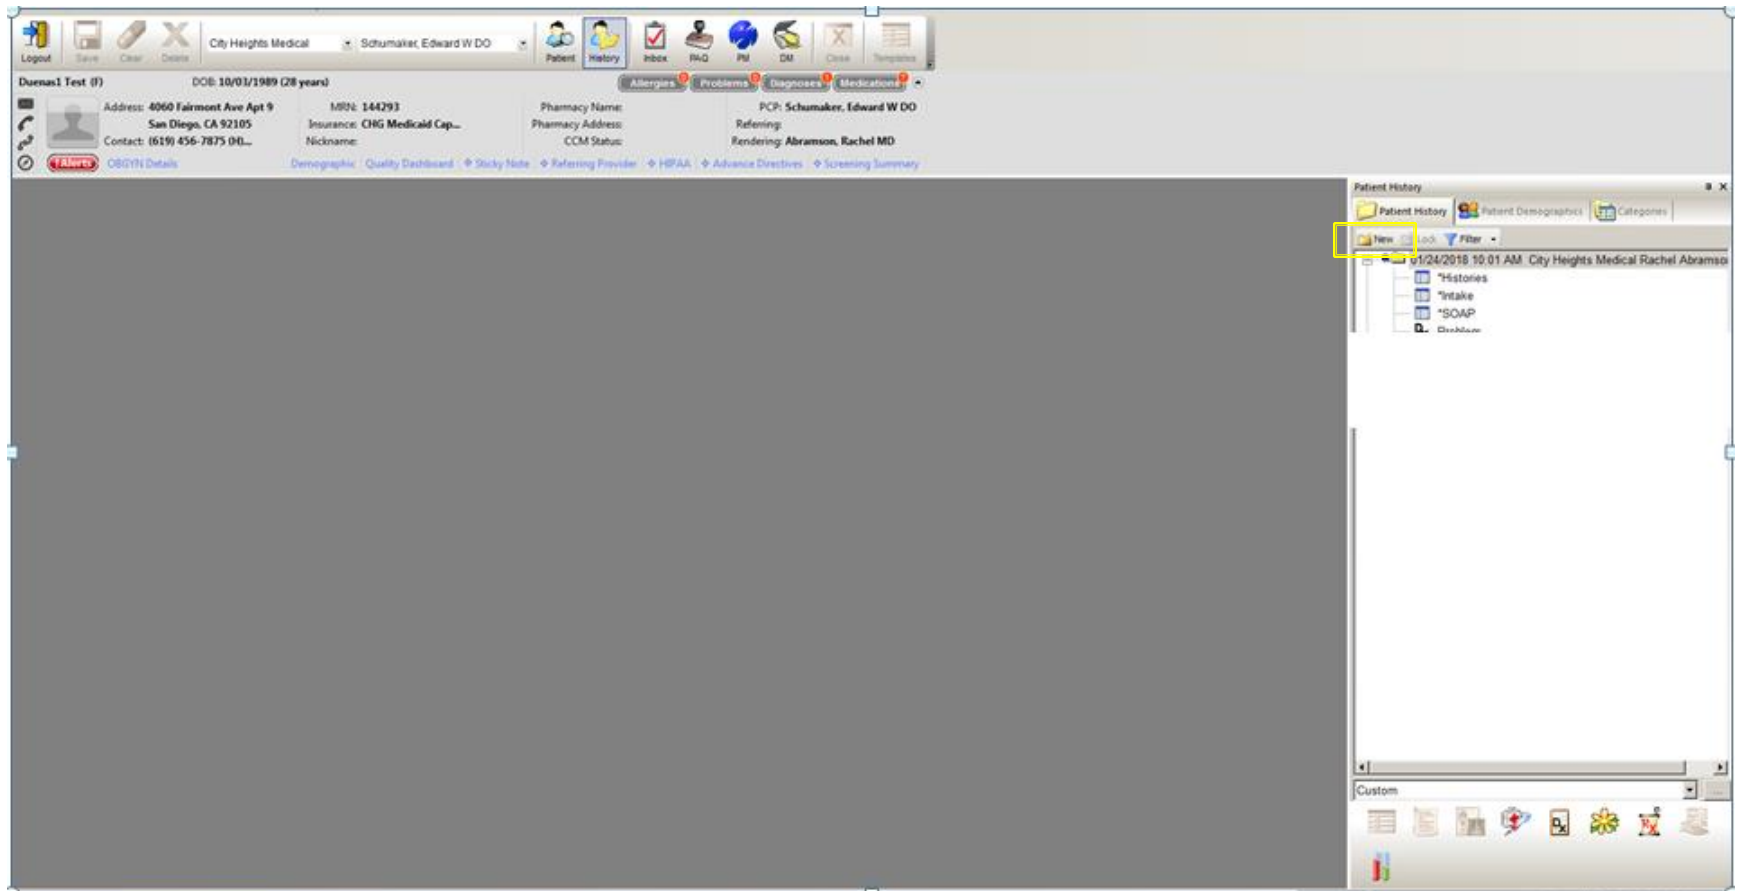 Logout Save Clear Delete City Heights Medical Schumaker, Edward W DO Patient History Inbox PAQ PM DM Close Templates
Duenas1 Test (F) DOB: 10/03/1989 (28 years) Allergies Problems Diagnoses Medications
Address: 4060 Fairmont Ave Apt 9 MRN: 144293 Pharmacy Name: PCP: Schumaker, Edward W DO
San Diego, CA 92105 Insurance: CHG Medicaid Cap... Pharmacy Address: Referring:
Contact: (619) 456-7875 (H)... Nickname: CCM Status: Rendering: Abramson, Rachel MD
Alerts OBGYN Details Demographic Quality Dashboard Sticky Note Referring Provider HIPAA Advance Directives Screening Summary
Patient History
Patient History Patient Demographics Categories
New Lock Filter
01/24/2018 10:01 AM City Heights Medical Rachel Abramso
*Histories
*Intake
*SOAP
Custom